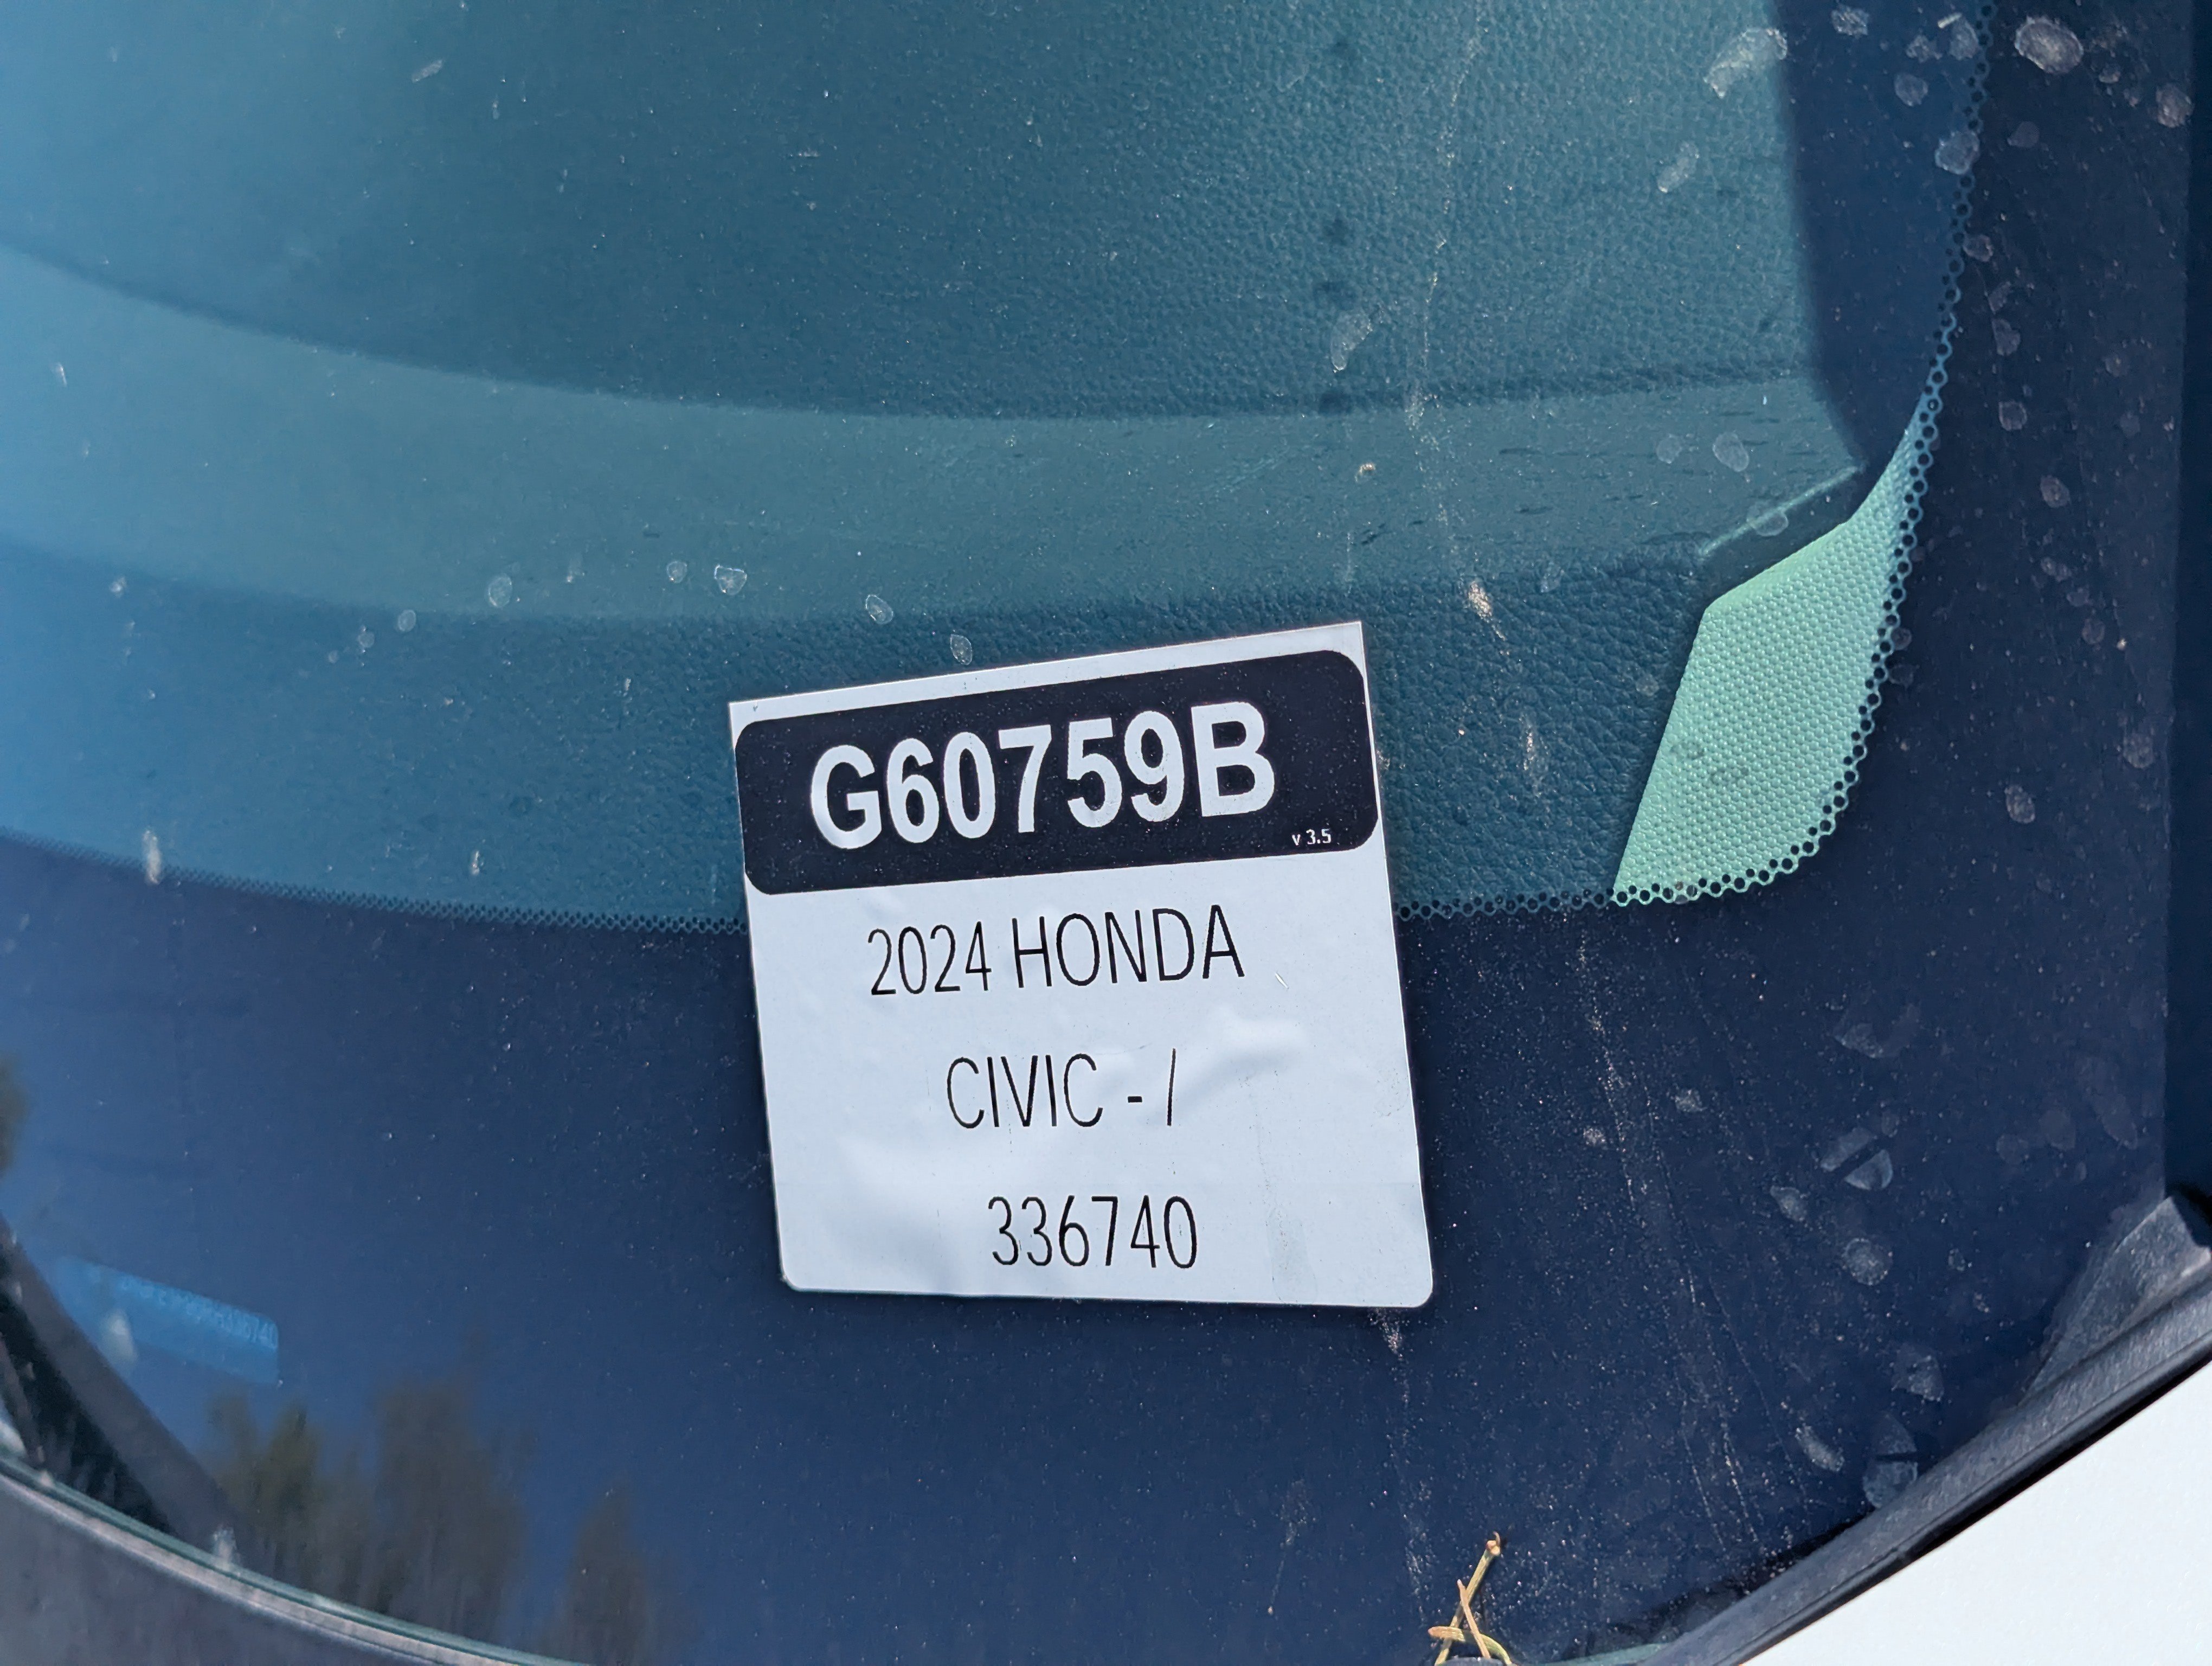 G60759B
v 3.5
2024 HONDA
CIVIC - /
336740